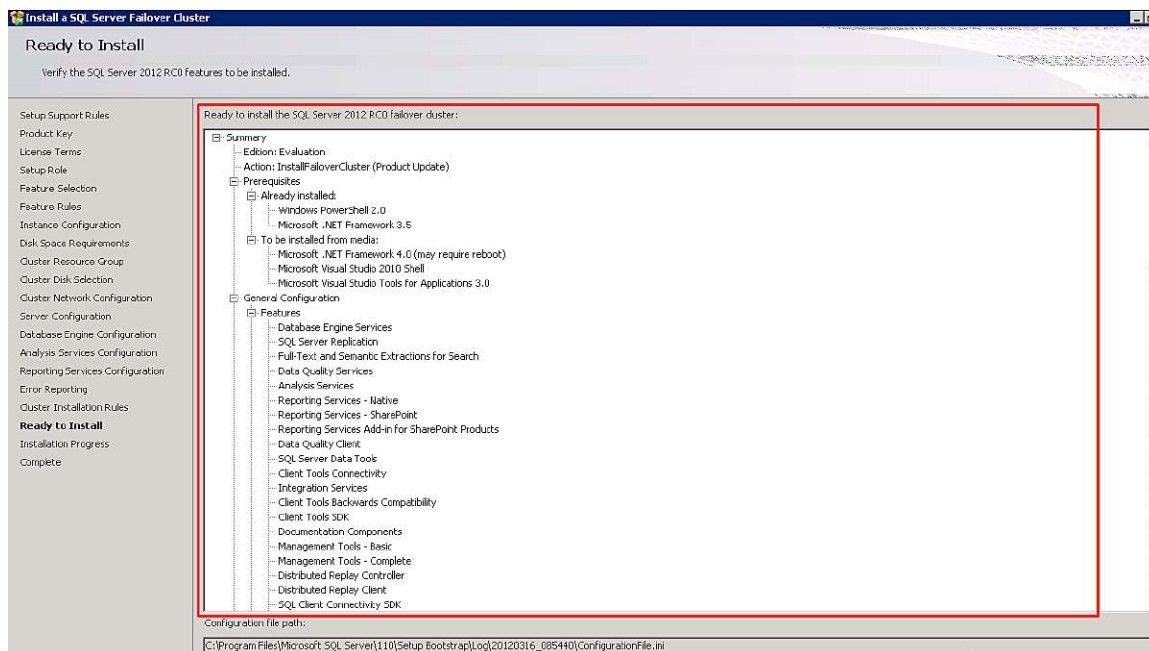 Install a SQL Server Failover Cluster
Ready to Install
Verify the SQL Server 2012 RC0 features to be installed.
Setup Support Rules
Product Key
License Terms
Setup Role
Feature Selection
Feature Rules
Instance Configuration
Disk Space Requirements
Cluster Resource Group
Cluster Disk Selection
Cluster Network Configuration
Server Configuration
Database Engine Configuration
Analysis Services Configuration
Reporting Services Configuration
Error Reporting
Cluster Installation Rules
Ready to Install
Installation Progress
Complete
Ready to install the SQL Server 2012 RC0 failover cluster:
Summary
Edition: Evaluation
Action: InstallFailoverCluster (Product Update)
Prerequisites
Already installed:
Windows PowerShell 2.0
Microsoft .NET Framework 3.5
To be installed from media:
Microsoft .NET Framework 4.0 (may require reboot)
Microsoft Visual Studio 2010 Shell
Microsoft Visual Studio Tools for Applications 3.0
General Configuration
Features
Database Engine Services
SQL Server Replication
Full-Text and Semantic Extractions for Search
Data Quality Services
Analysis Services
Reporting Services - Native
Reporting Services - SharePoint
Reporting Services Add-in for SharePoint Products
Data Quality Client
SQL Server Data Tools
Client Tools Connectivity
Integration Services
Client Tools Backwards Compatibility
Client Tools SDK
Documentation Components
Management Tools - Basic
Management Tools - Complete
Distributed Replay Controller
Distributed Replay Client
SQL Client Connectivity SDK
Configuration file path:
C:\Program Files\Microsoft SQL Server\110\Setup Bootstrap\Log\20120316_085440\ConfigurationFile.ini